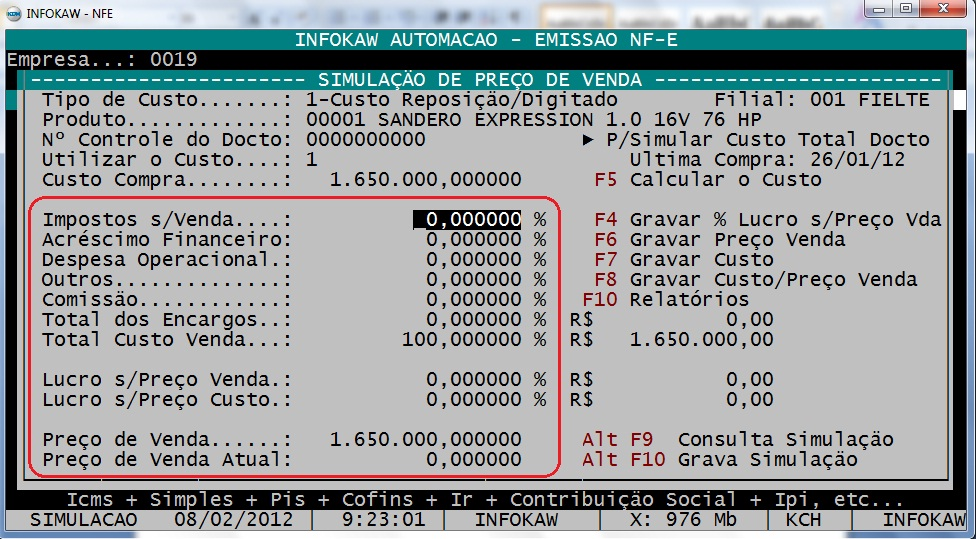 INFOKAW - NFE
INFOKAW AUTOMACAO - EMISSAO NF-E
Empresa...: 0019
----------------------- SIMULAÇÃO DE PREÇO DE VENDA ------------------------
Tipo de Custo.......: 1-Custo Reposição/Digitado Filial: 001 FIELTE
Produto.............: 00001 SANDERO EXPRESSION 1.0 16V 76 HP
Nº Controle do Docto: 0000000000 ► P/Simular Custo Total Docto
Utilizar o Custo....: 1 Ultima Compra: 26/01/12
Custo Compra........: 1.650.000,000000 F5 Calcular o Custo
Impostos s/Venda....: 0,000000 % F4 Gravar % Lucro s/Preço Vda
Acréscimo Financeiro: 0,000000 % F6 Gravar Preço Venda
Despesa Operacional.: 0,000000 % F7 Gravar Custo
Outros..............: 0,000000 % F8 Gravar Custo/Preço Venda
Comissão............: 0,000000 % F10 Relatórios
Total dos Encargos..: 0,000000 % R$ 0,00
Total Custo Venda...: 100,000000 % R$ 1.650.000,00
Lucro s/Preço Venda.: 0,000000 % R$ 0,00
Lucro s/Preço Custo.: 0,000000 % R$ 0,00
Preço de Venda......: 1.650.000,000000 Alt F9 Consulta Simulação
Preço de Venda Atual: 0,000000 Alt F10 Grava Simulação
Icms + Simples + Pis + Cofins + Ir + Contribuição Social + Ipi, etc...
SIMULACAO 08/02/2012 | 9:23:01 | INFOKAW | X: 976 Mb | KCH | INFOKAW